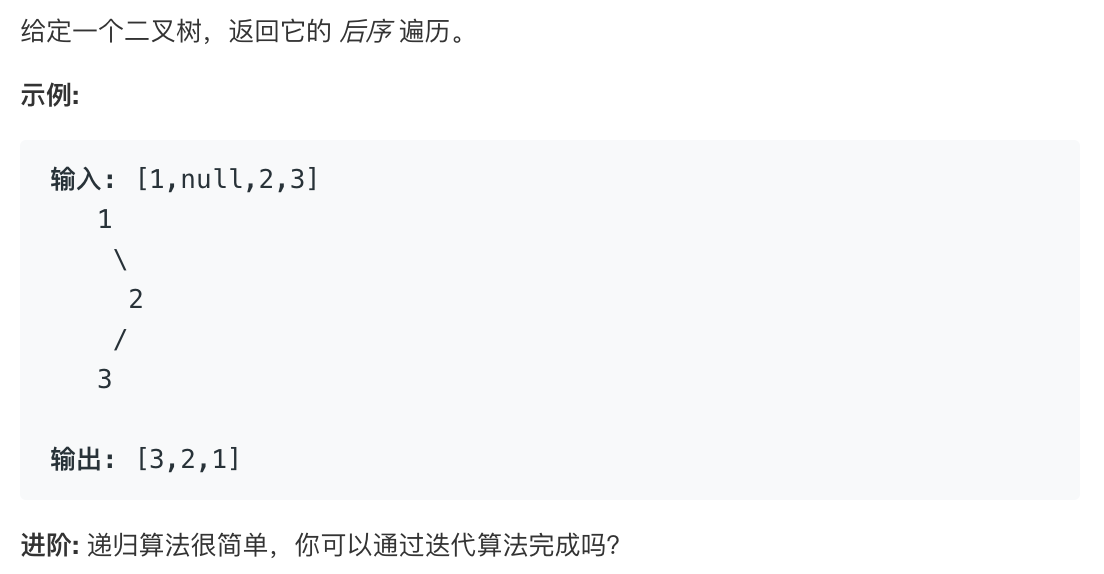 给定一个二叉树，返回它的 后序 遍历。
示例:
输入: [1,null,2,3]
1
\
2
/
3
输出: [3,2,1]
进阶: 递归算法很简单，你可以通过迭代算法完成吗？